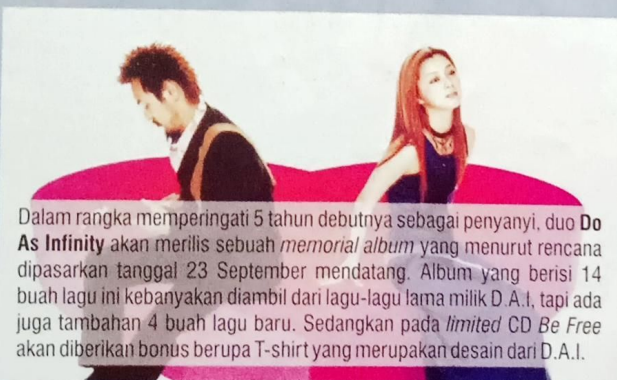 Dalam rangka memperingati 5 tahun debutnya sebagai penyanyi, duo Do
As Infinity akan merilis sebuah memorial album yang menurut rencana
dipasarkan tanggal 23 September mendatang. Album yang berisi 14
buah lagu ini kebanyakan diambil dari lagu-lagu lama milik D.A.I, tapi ada
juga tambahan 4 buah lagu baru. Sedangkan pada limited CD Be Free
akan diberikan bonus berupa T-shirt yang merupakan desain dari D.A.I.